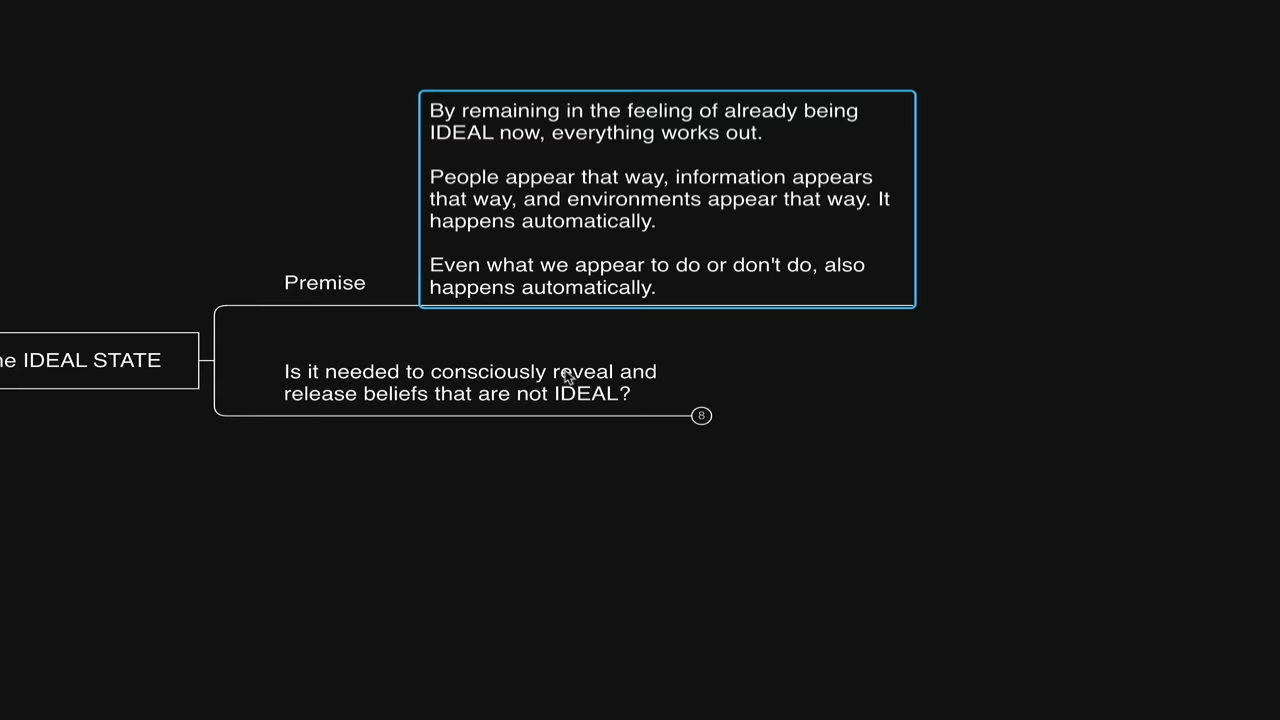 By remaining in the feeling of already being
IDEAL now, everything works out.
People appear that way, information appears
that way, and environments appear that way. It
happens automatically.
Even what we appear to do or don't do, also
happens automatically.
Premise
IDEAL STATE
Is it needed to consciously reveal and
release beliefs that are not IDEAL?
8